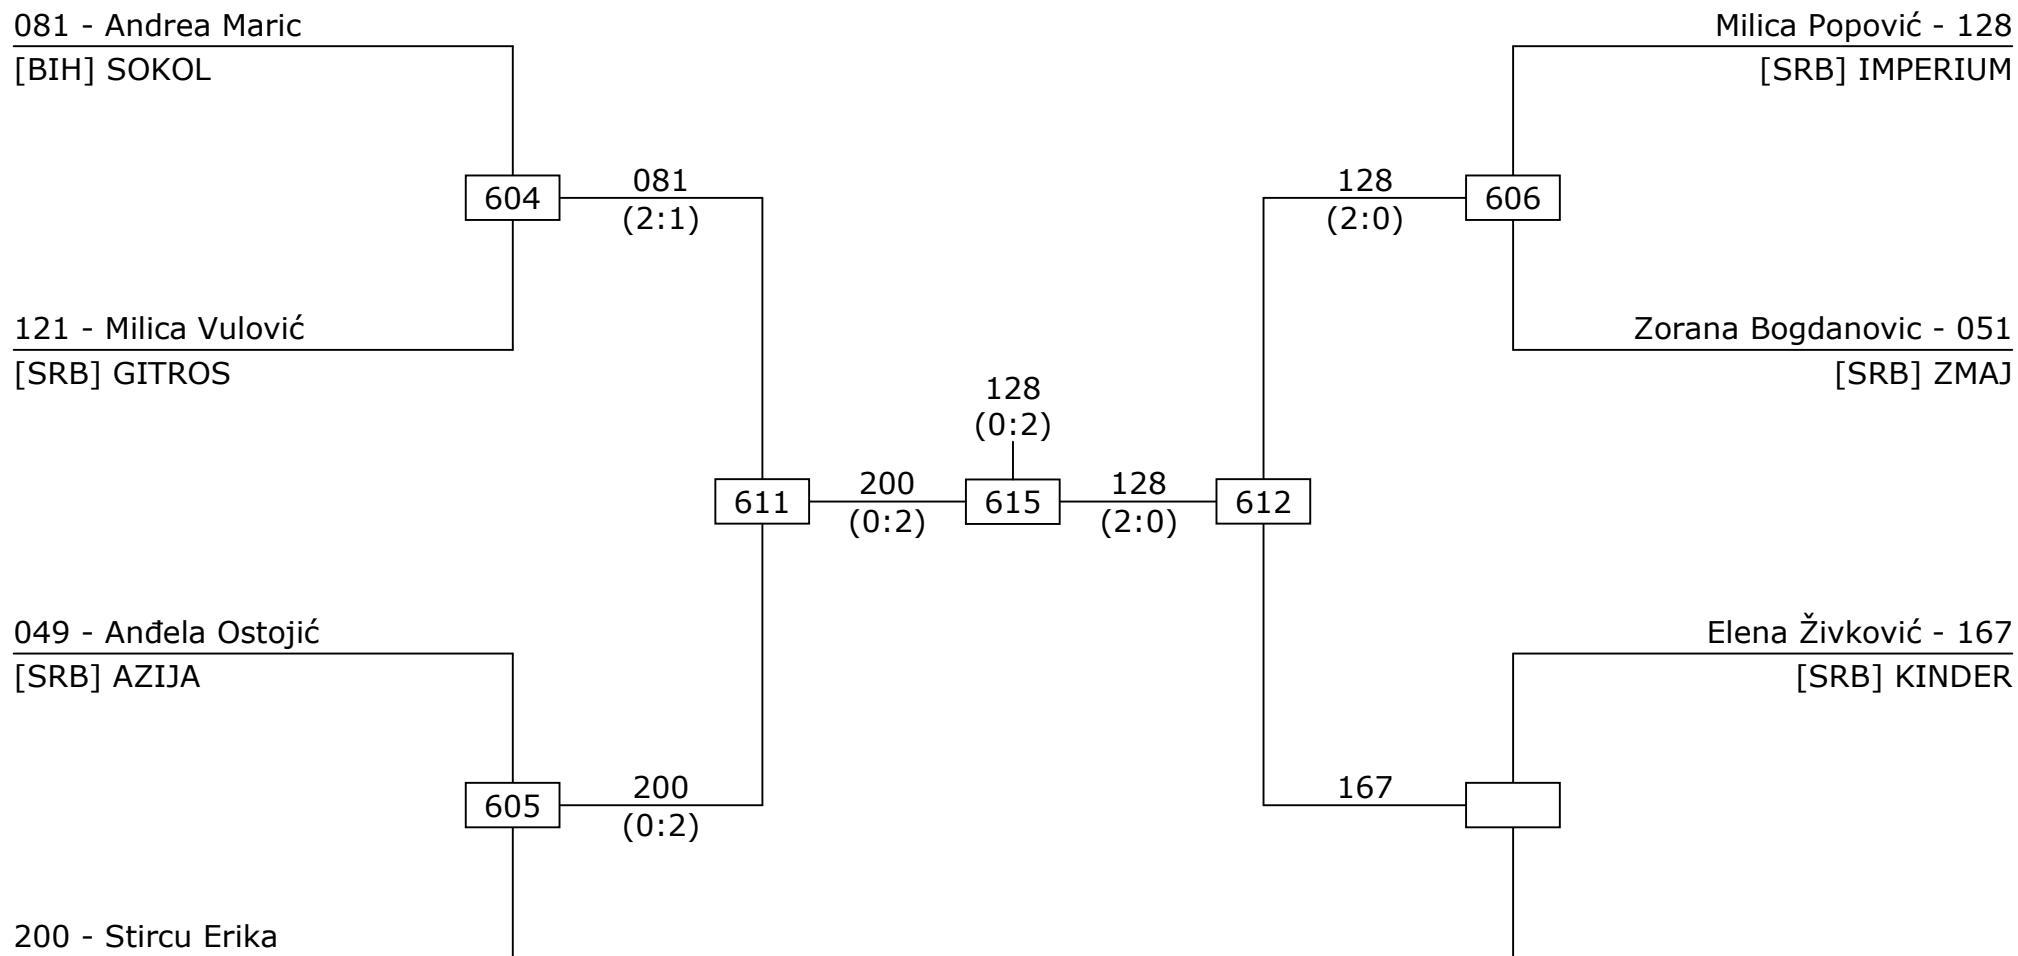 081 - Andrea Maric
[BIH] SOKOL
Milica Popović - 128
[SRB] IMPERIUM
604
081
(2:1)
128
(2:0)
606
121 - Milica Vulović
[SRB] GITROS
Zorana Bogdanovic - 051
[SRB] ZMAJ
128
(0:2)
611
200
(0:2)
615
128
(2:0)
612
049 - Anđela Ostojić
[SRB] AZIJA
Elena Živković - 167
[SRB] KINDER
605
200
(0:2)
167
200 - Stircu Erika